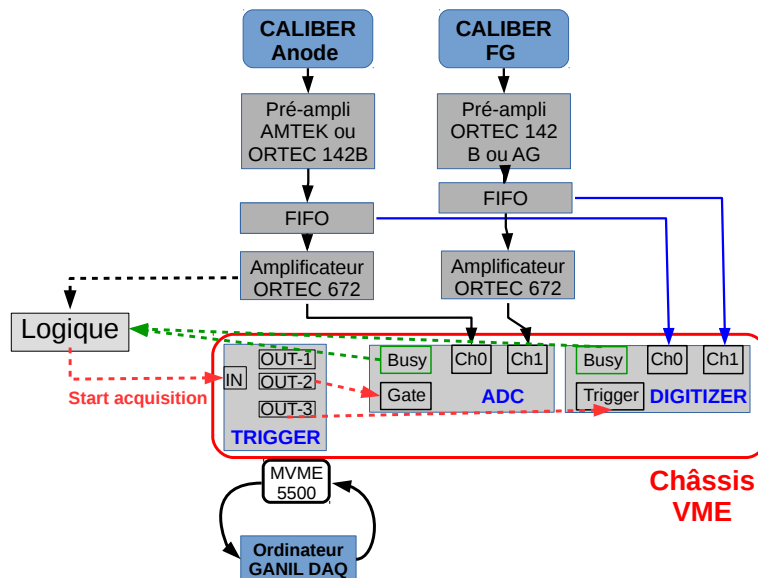 CALIBER
Anode
CALIBER
FG
Pré-ampli
AMTEK ou
ORTEC 142B
Pré-ampli
ORTEC 142
B ou AG
FIFO
FIFO
Amplificateur
ORTEC 672
Amplificateur
ORTEC 672
Logique
Start acquisition
IN
OUT-1
OUT-2
OUT-3
TRIGGER
Busy
Ch0
Ch1
Gate
ADC
Busy
Ch0
Ch1
Trigger
DIGITIZER
Châssis
VME
MVME
5500
Ordinateur
GANIL DAQ